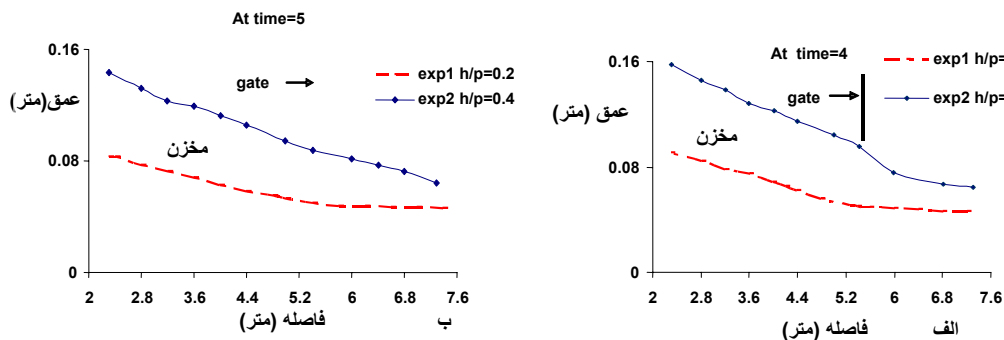 At time=5
0.16
gate
exp1 h/p=0.2
exp2 h/p=0.4
عمق(متر)
مخزن
0.08
0
2 2.8 3.6 4.4 5.2 6 6.8 7.6
فاصله (متر)
ب
At time=4
0.16
gate
exp1 h/p=
exp2 h/p=
عمق (متر)
مخزن
0.08
0
2 2.8 3.6 4.4 5.2 6 6.8 7.6
فاصله (متر)
الف